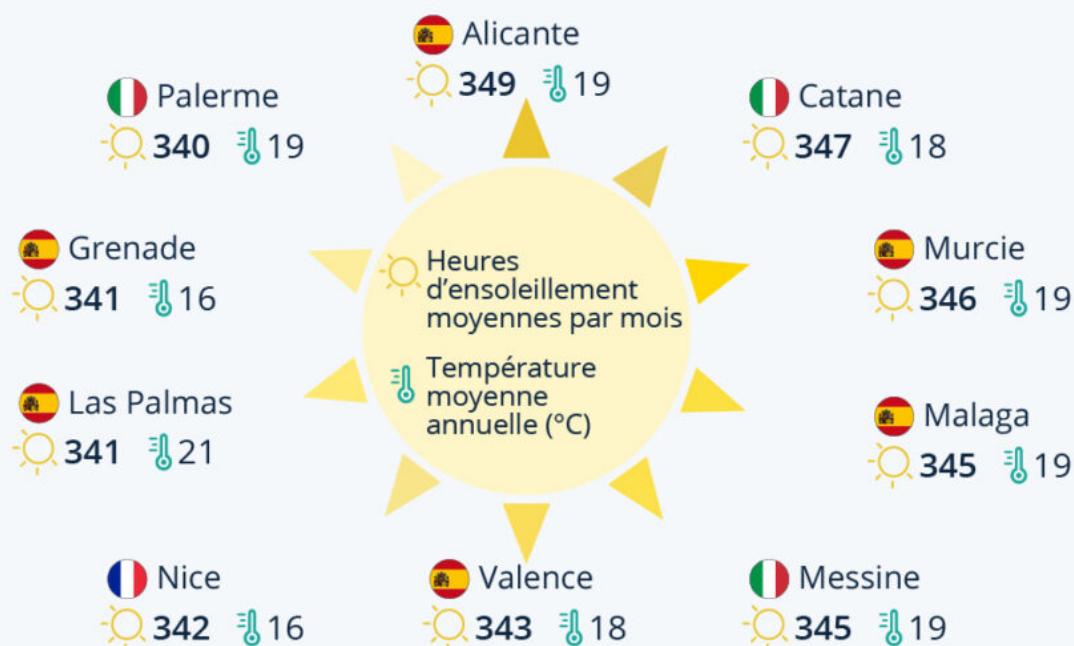 Alicante
349 19
Palerme
340 19
Catane
347 18
Grenade
341 16
Heures
d’ensoleillement
moyennes par mois
Murcie
346 19
Température
moyenne
annuelle (°C)
Las Palmas
341 21
Malaga
345 19
Nice
342 16
Valence
343 18
Messine
345 19